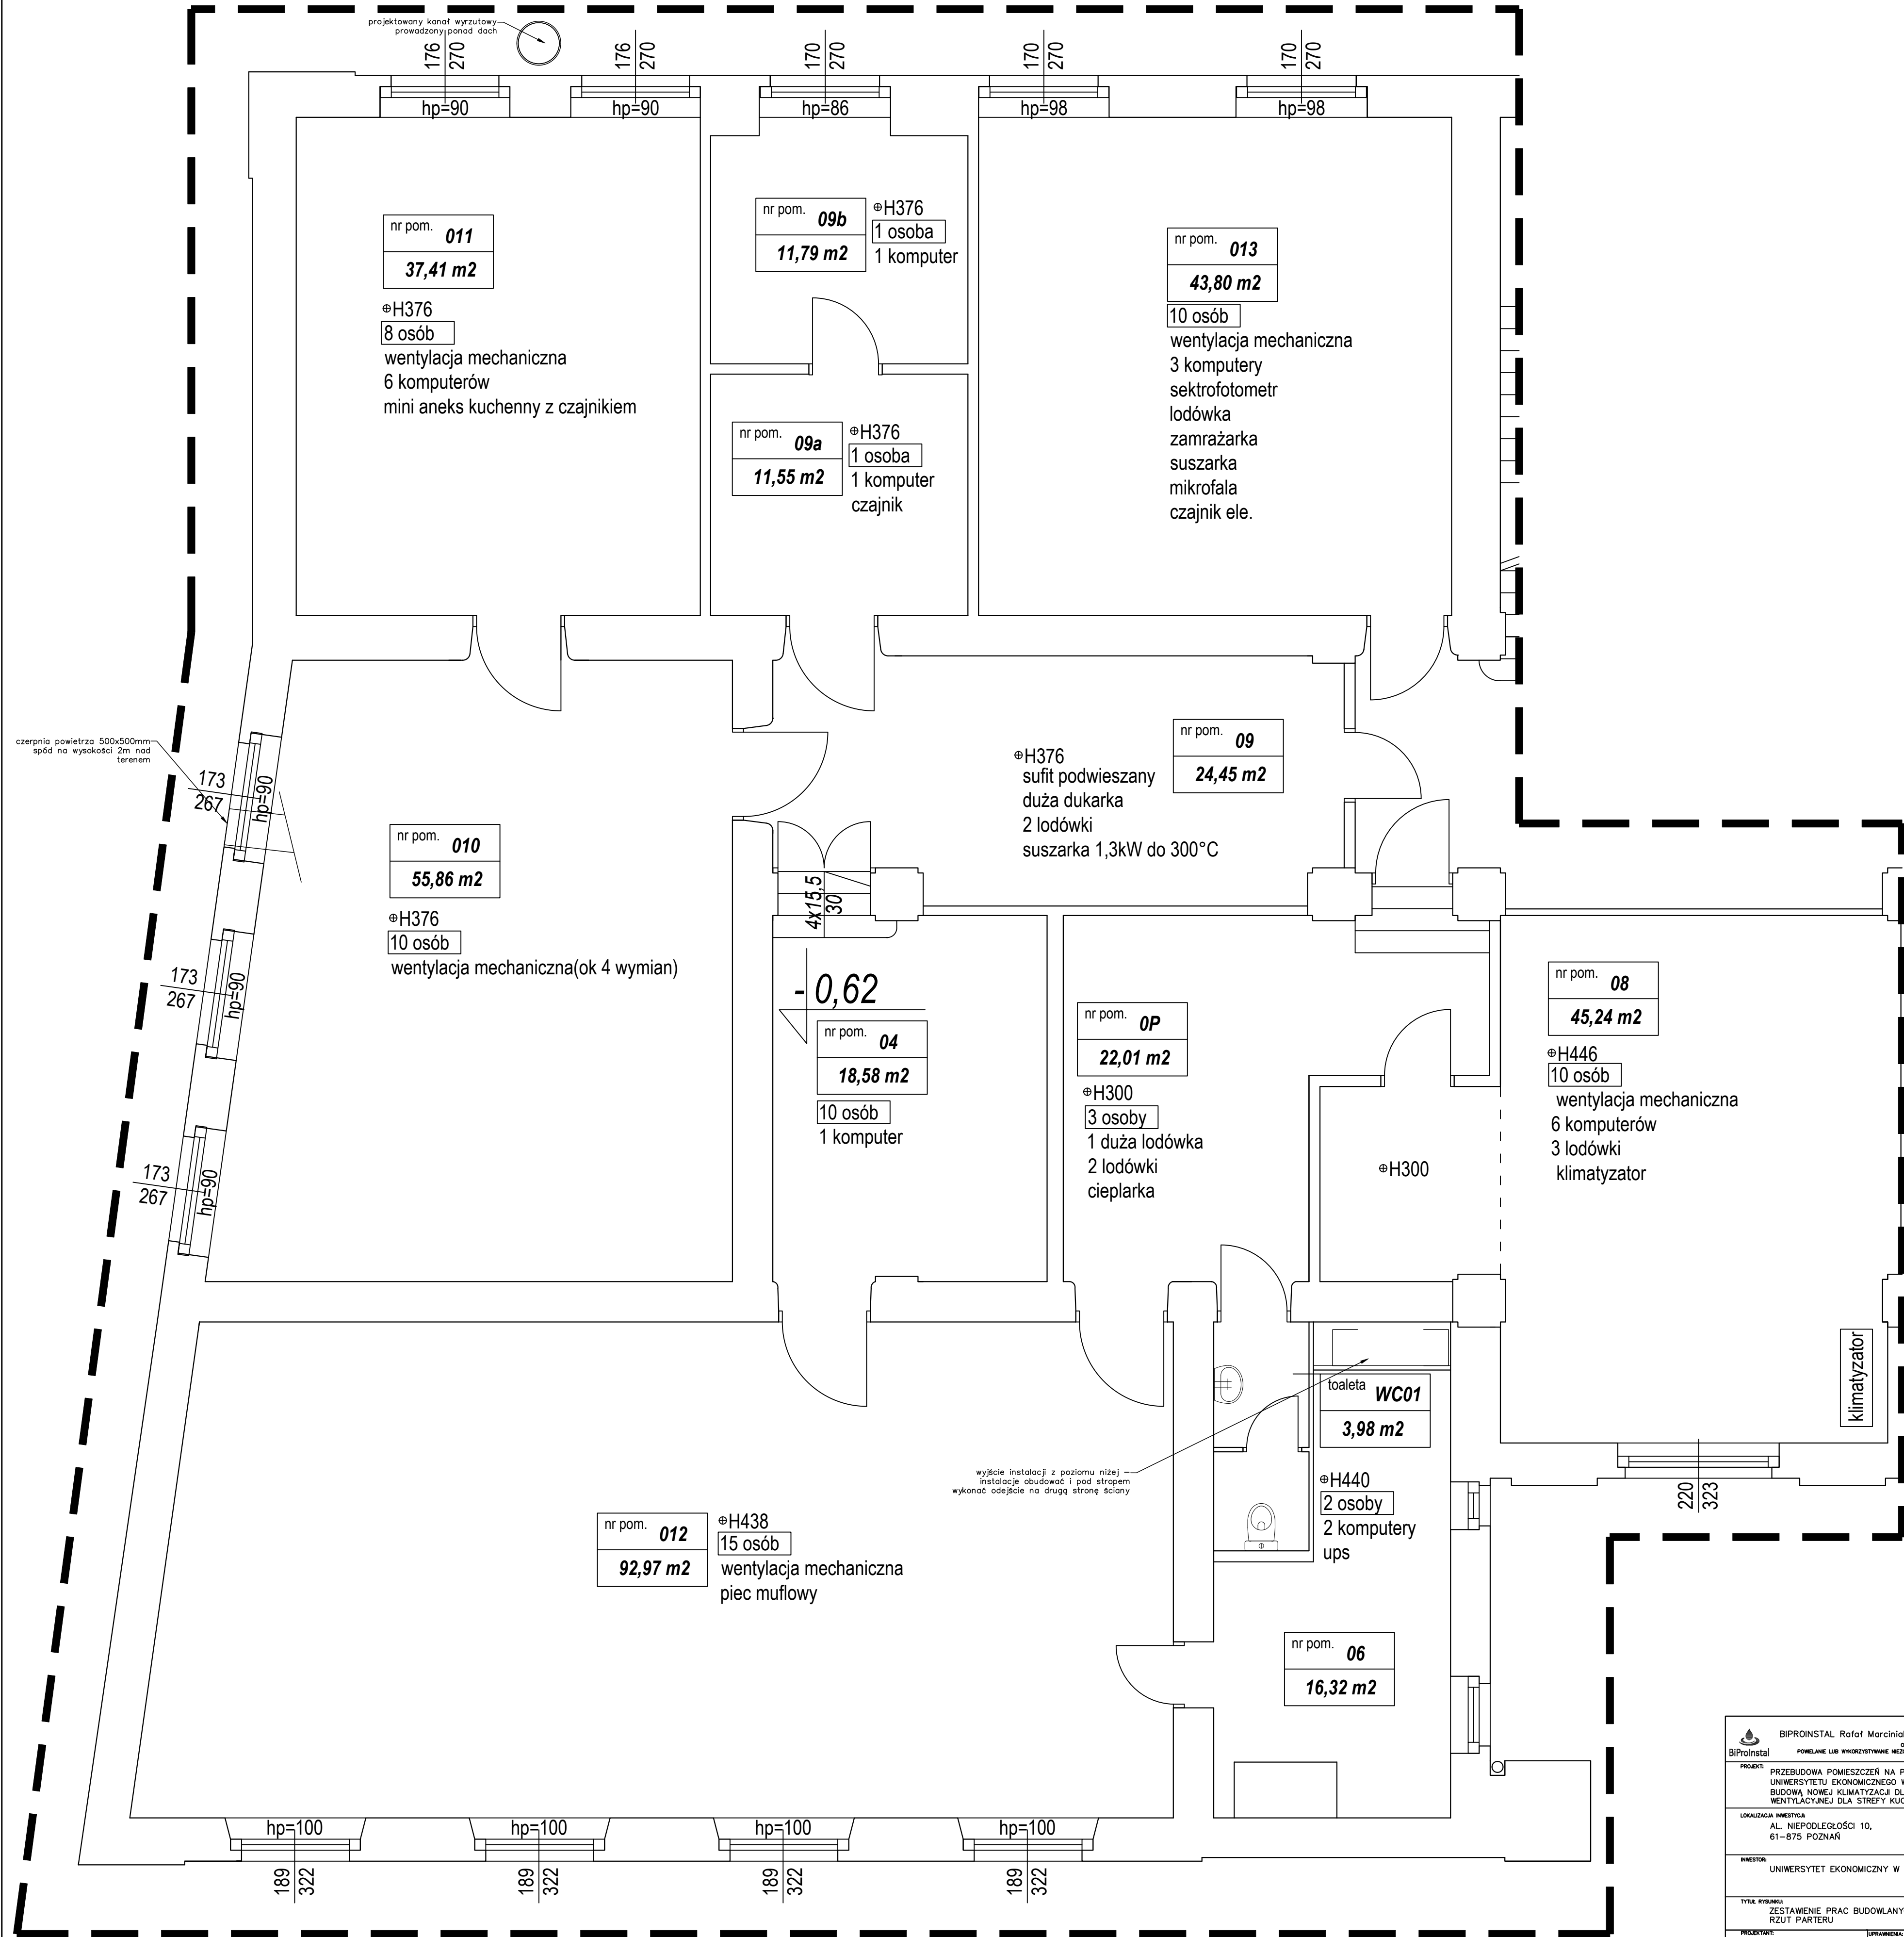 projektowany kanał wyrzutowy
prowadzony ponad dach
176
270
176
270
170
270
170
270
170
270
hp=90
hp=90
hp=86
hp=98
hp=98
nr pom. 011
37,41 m2
⊕H376
8 osób
wentylacja mechaniczna
6 komputerów
mini aneks kuchenny z czajnikiem
nr pom. 09b
11,79 m2
⊕H376
1 osoba
1 komputer
nr pom. 09a
11,55 m2
⊕H376
1 osoba
1 komputer
czajnik
nr pom. 013
43,80 m2
10 osób
wentylacja mechaniczna
3 komputery
sektrofotometr
lodówka
zamrażarka
suszarka
mikrofala
czajnik ele.
czerpnia powietrza 500x500mm
spód na wysokości 2m nad
terenem
173
267
hp=90
173
267
hp=90
173
267
hp=90
nr pom. 010
55,86 m2
⊕H376
10 osób
wentylacja mechaniczna(ok 4 wymian)
nr pom. 09
24,45 m2
⊕H376
sufit podwieszany
duża dukarka
2 lodówki
suszarka 1,3kW do 300°C
4x15,5
30
- 0,62
nr pom. 04
18,58 m2
10 osób
1 komputer
nr pom. 0P
22,01 m2
⊕H300
3 osoby
1 duża lodówka
2 lodówki
cieplarka
⊕H300
nr pom. 08
45,24 m2
⊕H446
10 osób
wentylacja mechaniczna
6 komputerów
3 lodówki
klimatyzator
klimatyzator
220
323
toaleta WC01
3,98 m2
wyjście instalacji z poziomu niżej
instalacje obudować i pod stropem
wykonać odejście na drugą stronę ściany
⊕H440
2 osoby
2 komputery
ups
nr pom. 012
92,97 m2
⊕H438
15 osób
wentylacja mechaniczna
piec muflowy
nr pom. 06
16,32 m2
hp=100
hp=100
hp=100
hp=100
189
322
189
322
189
322
189
322
BiProInstal
BIPROINSTAL Rafał Marcinia
POWIELANIE LUB WYKORZYSTYWANIE
PROJEKT:
PRZEBUDOWA POMIESZCZEŃ NA P
UNIWERSYTETU EKONOMICZNEGO W
BUDOWĄ NOWEJ KLIMATYZACJI DL
WENTYLACYJNEJ DLA STREFY KUC
LOKALIZACJA INWESTYCJI:
AL. NIEPODLEGŁOŚCI 10,
61-875 POZNAŃ
INWESTOR:
UNIWERSYTET EKONOMICZNY W
TYTUŁ RYSUNKU:
ZESTAWIENIE PRAC BUDOWLANY
RZUT PARTERU
PROJEKTANT:
UPRAWNIENIA: